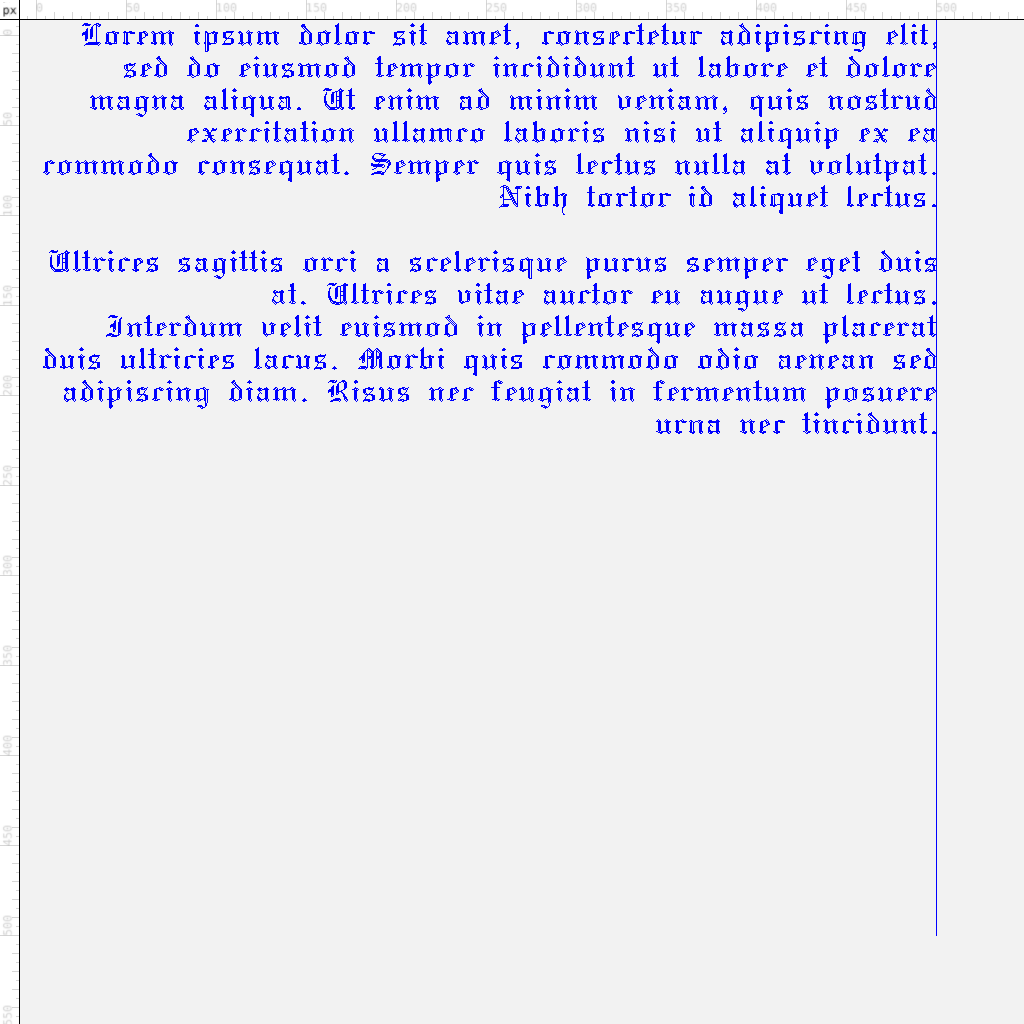 px
0 50 100 150 200 250 300 350 400 450 500
50
100
150
200
250
300
350
400
450
500
550
Lorem ipsum dolor sit amet, consectetur adipiscing elit,
sed do eiusmod tempor incididunt ut labore et dolore
magna aliqua. Ut enim ad minim veniam, quis nostrud
exercitation ullamco laboris nisi ut aliquip ex ea
commodo consequat. Semper quis lectus nulla at volutpat.
Nibh tortor id aliquet lectus.

Ultrices sagittis orci a scelerisque purus semper eget duis
at. Ultrices vitae auctor eu augue ut lectus.
Interdum velit euismod in pellentesque massa placerat
duis ultricies lacus. Morbi quis commodo odio aenean sed
adipiscing diam. Risus nec feugiat in fermentum posuere
urna nec tincidunt.